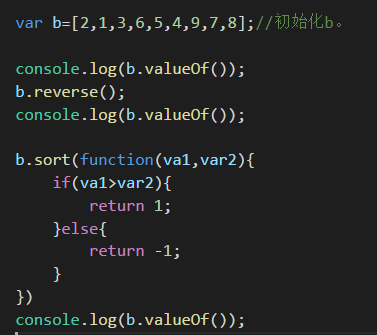 var b=[2,1,3,6,5,4,9,7,8];//初始化b。
console.log(b.valueOf());
b.reverse();
console.log(b.valueOf());
b.sort(function(va1,var2){
if(va1>var2){
return 1;
}else{
return -1;
}
})
console.log(b.valueOf());